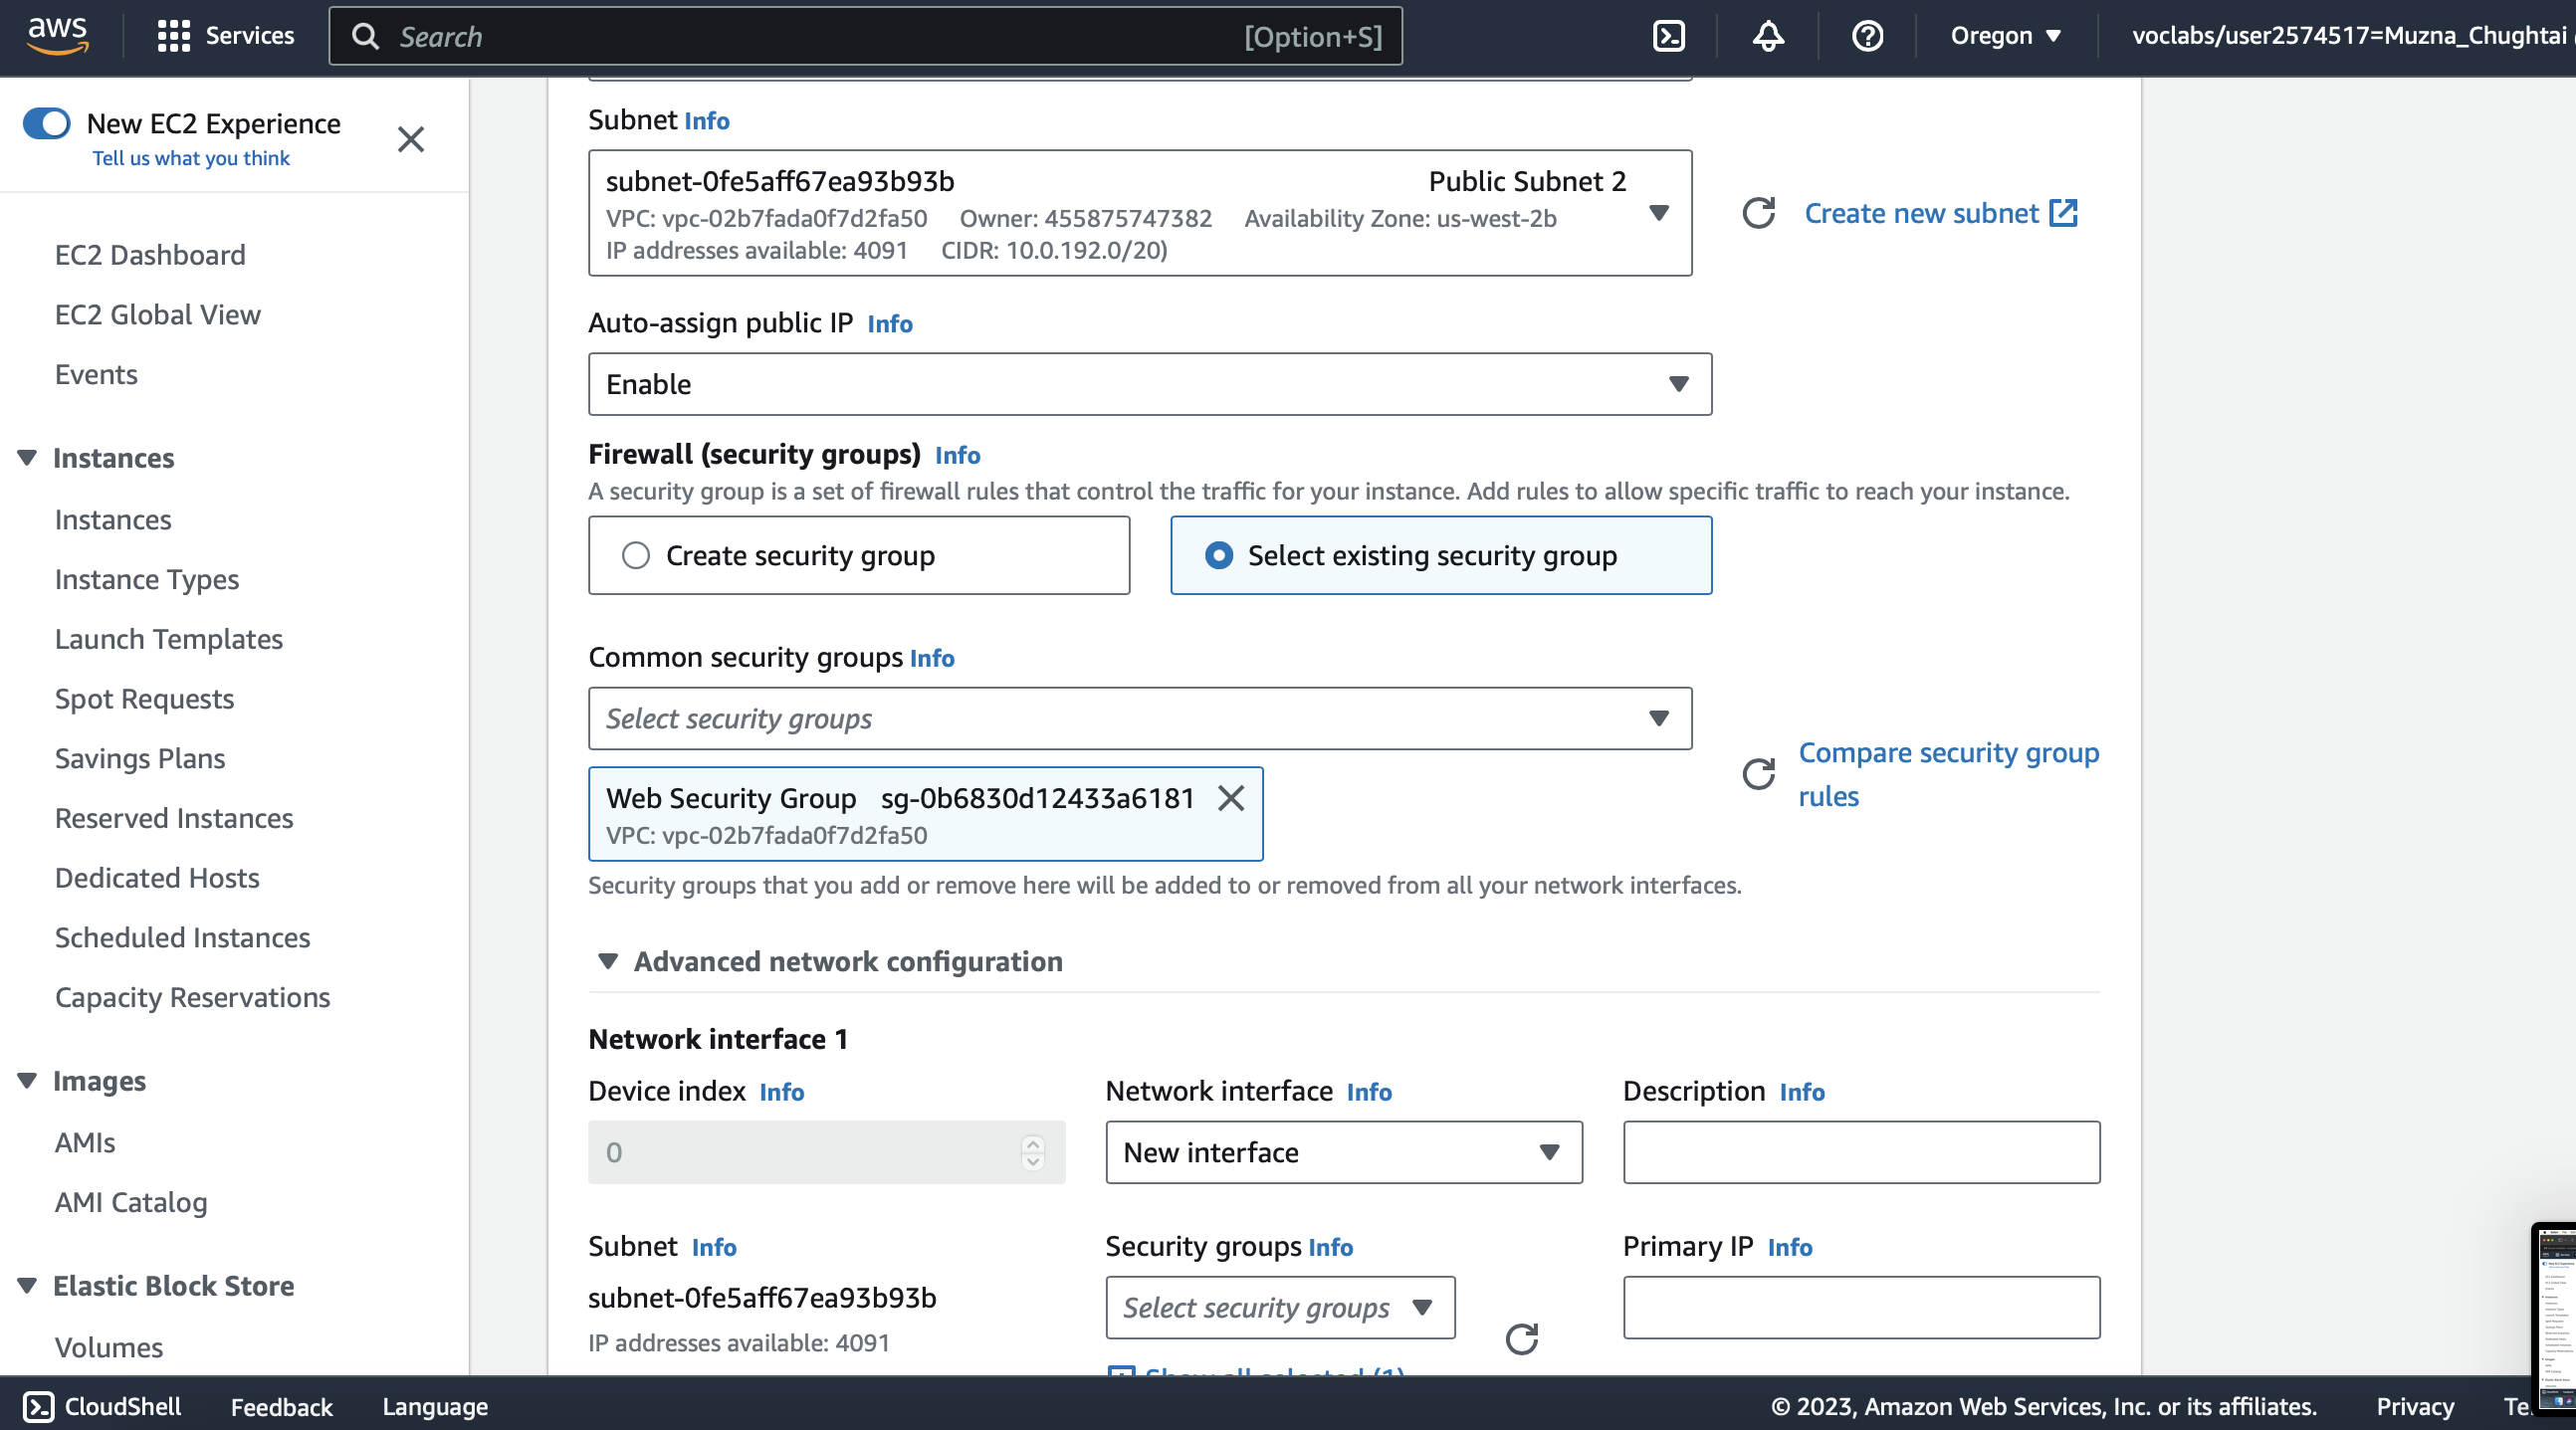 aws
Services
Search [Option+S]
Oregon
voclabs/user2574517=Muzna_Chughtai
New EC2 Experience
Tell us what you think
EC2 Dashboard
EC2 Global View
Events
Instances
Instances
Instance Types
Launch Templates
Spot Requests
Savings Plans
Reserved Instances
Dedicated Hosts
Scheduled Instances
Capacity Reservations
Images
AMIs
AMI Catalog
Elastic Block Store
Volumes
Subnet Info
subnet-0fe5aff67ea93b93b Public Subnet 2
VPC: vpc-02b7fada0f7d2fa50 Owner: 455875747382 Availability Zone: us-west-2b
IP addresses available: 4091 CIDR: 10.0.192.0/20)
Create new subnet
Auto-assign public IP Info
Enable
Firewall (security groups) Info
A security group is a set of firewall rules that control the traffic for your instance. Add rules to allow specific traffic to reach your instance.
Create security group
Select existing security group
Common security groups Info
Select security groups
Web Security Group sg-0b6830d12433a6181
VPC: vpc-02b7fada0f7d2fa50
Compare security group
rules
Security groups that you add or remove here will be added to or removed from all your network interfaces.
Advanced network configuration
Network interface 1
Device index Info
0
Network interface Info
New interface
Description Info
Subnet Info
subnet-0fe5aff67ea93b93b
IP addresses available: 4091
Security groups Info
Select security groups
Show all selected (1)
Primary IP Info
CloudShell
Feedback
Language
© 2023, Amazon Web Services, Inc. or its affiliates.
Privacy